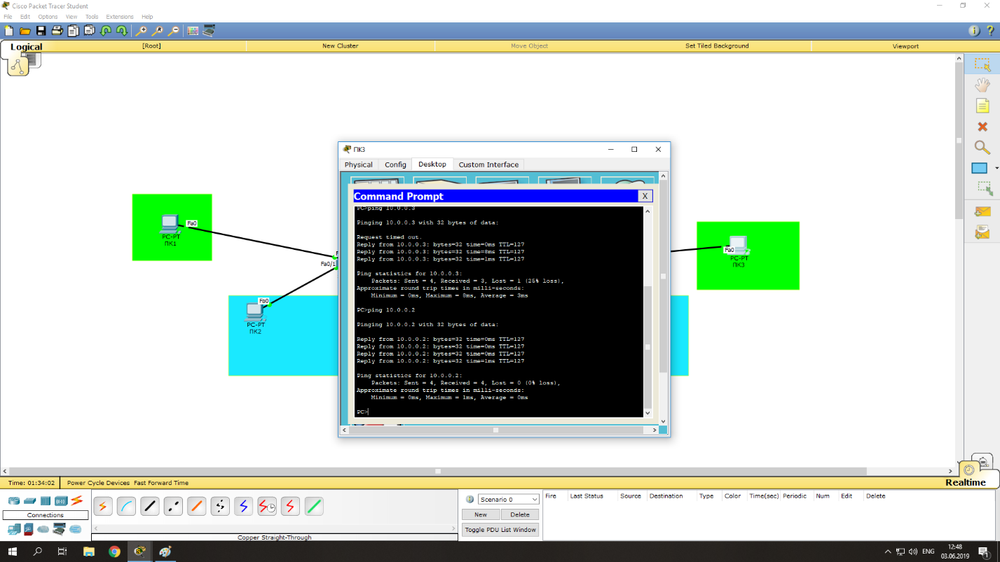 Cisco Packet Tracer Student
File Edit Options View Tools Extensions Help
Logical
[Root]
New Cluster
Move Object
Set Tiled Background
Viewport
ПК3
Physical Config Desktop Custom Interface
Command Prompt
X
PC>ping 10.0.0.3
Pinging 10.0.0.3 with 32 bytes of data:
Request timed out.
Reply from 10.0.0.3: bytes=32 time=0ms TTL=127
Reply from 10.0.0.3: bytes=32 time=8ms TTL=127
Reply from 10.0.0.3: bytes=32 time=1ms TTL=127
Ping statistics for 10.0.0.3:
Packets: Sent = 4, Received = 3, Lost = 1 (25% loss),
Approximate round trip times in milli-seconds:
Minimum = 0ms, Maximum = 8ms, Average = 3ms
PC>ping 10.0.0.2
Pinging 10.0.0.2 with 32 bytes of data:
Reply from 10.0.0.2: bytes=32 time=0ms TTL=127
Reply from 10.0.0.2: bytes=32 time=0ms TTL=127
Reply from 10.0.0.2: bytes=32 time=0ms TTL=127
Reply from 10.0.0.2: bytes=32 time=1ms TTL=127
Ping statistics for 10.0.0.2:
Packets: Sent = 4, Received = 4, Lost = 0 (0% loss),
Approximate round trip times in milli-seconds:
Minimum = 0ms, Maximum = 1ms, Average = 0ms
PC>
Fa0
PC-PT
ПК1
Fa0/1
Fa0
PC-PT
ПК2
Fa0
PC-PT
ПК3
Time: 01:34:02
Power Cycle Devices Fast Forward Time
Realtime
Connections
Copper Straight-Through
Scenario 0
New
Delete
Toggle PDU List Window
Fire Last Status Source Destination Type Color Time(sec) Periodic Num Edit Delete
ENG
12:48
03.06.2019
1